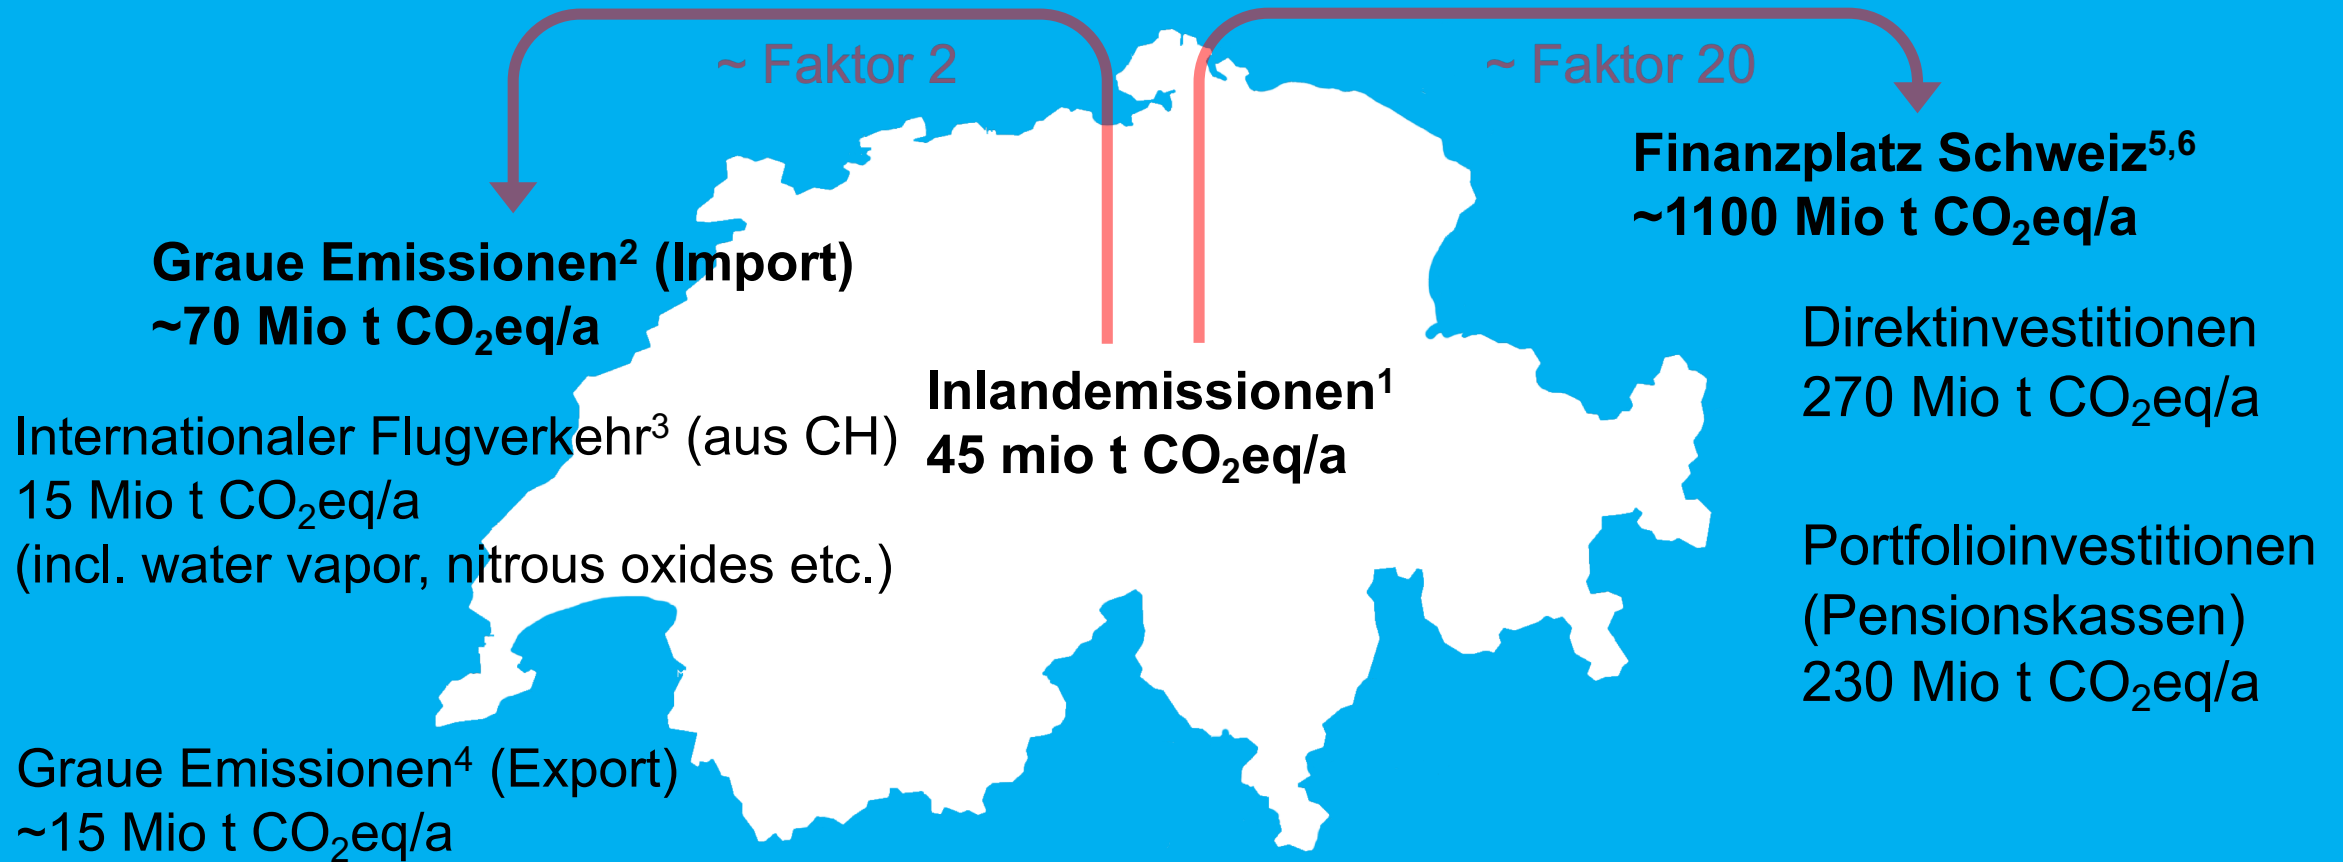 ~ Faktor 2
~ Faktor 20
Finanzplatz Schweiz⁵,⁶
~1100 Mio t CO₂eq/a
Graue Emissionen² (Import)
~70 Mio t CO₂eq/a
Direktinvestitionen
270 Mio t CO₂eq/a
Inlandemissionen¹
45 mio t CO₂eq/a
Internationaler Flugverkehr³ (aus CH)
15 Mio t CO₂eq/a
(incl. water vapor, nitrous oxides etc.)
Portfolioinvestitionen
(Pensionskassen)
230 Mio t CO₂eq/a
Graue Emissionen⁴ (Export)
~15 Mio t CO₂eq/a